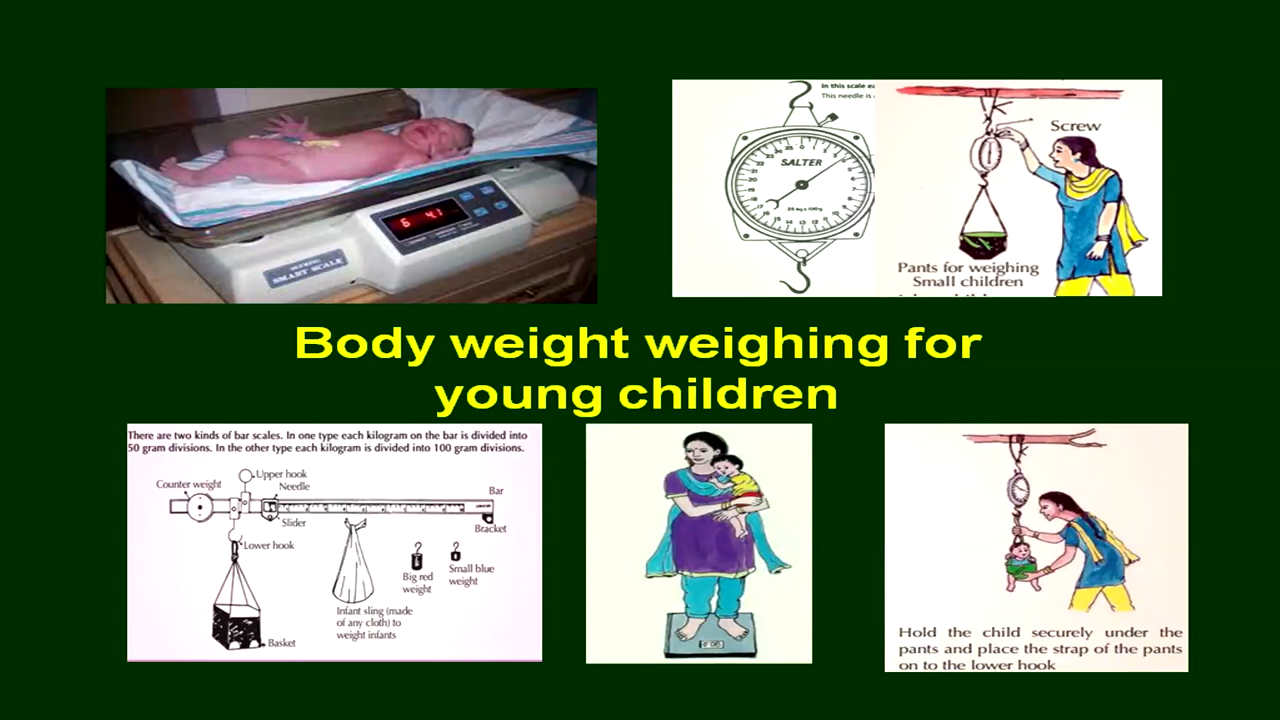 6 4.1
SMART SCALE
In this scale ea
This needle is
SALTER
25 kg x 100 g
Screw
Pants for weighing
Small children
Body weight weighing for
young children
There are two kinds of bar scales. In one type each kilogram on the bar is divided into
50 gram divisions. In the other type each kilogram is divided into 100 gram divisions.
Upper hook
Counter weight
Needle
Bar
Slider
Bracket
Lower hook
Big red
weight
Small blue
weight
Infant sling (made
of any cloth) to
weight infants
Basket
Hold the child securely under the
pants and place the strap of the pants
on to the lower hook